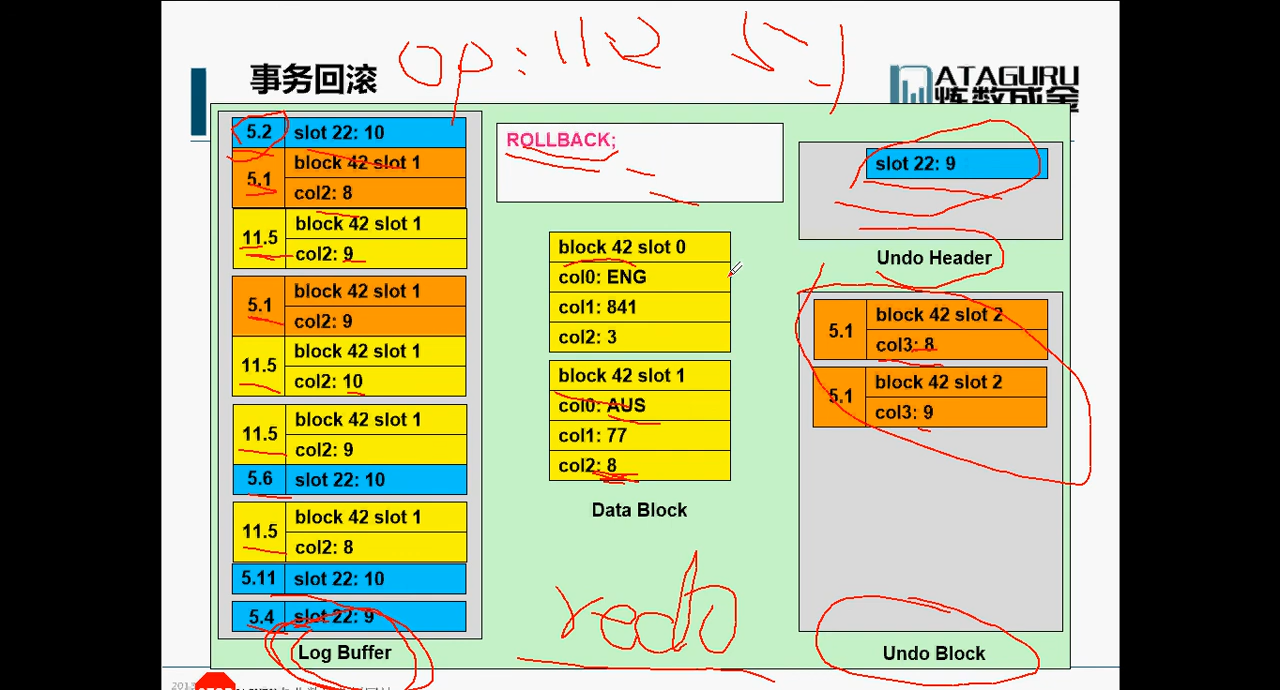 op: 112 5.1
事务回滚
ATAGURU
炼数成金
5.2 slot 22: 10
5.1 block 42 slot 1
col2: 8
11.5 block 42 slot 1
col2: 9
5.1 block 42 slot 1
col2: 9
11.5 block 42 slot 1
col2: 10
11.5 block 42 slot 1
col2: 9
5.6 slot 22: 10
11.5 block 42 slot 1
col2: 8
5.11 slot 22: 10
5.4 slot 22: 9
Log Buffer
ROLLBACK;
block 42 slot 0
col0: ENG
col1: 841
col2: 3
block 42 slot 1
col0: AUS
col1: 77
col2: 8
Data Block
redo
slot 22: 9
Undo Header
5.1 block 42 slot 2
col3: 8
5.1 block 42 slot 2
col3: 9
Undo Block